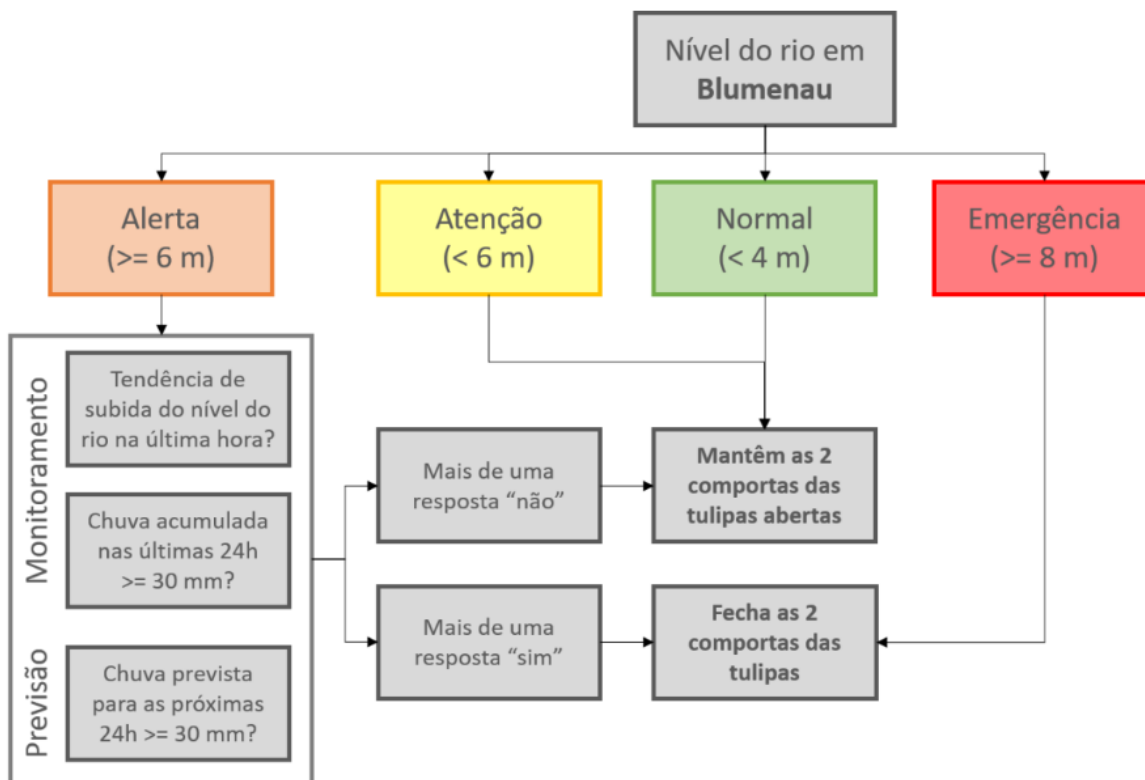 Nível do rio em
Blumenau
Alerta
(>= 6 m)
Atenção
(< 6 m)
Normal
(< 4 m)
Emergência
(>= 8 m)
Monitoramento
Tendência de
subida do nível do
rio na última hora?
Chuva acumulada
nas últimas 24h
>= 30 mm?
Previsão
Chuva prevista
para as próximas
24h >= 30 mm?
Mais de uma
resposta “não”
Mantêm as 2
comportas das
tulipas abertas
Mais de uma
resposta “sim”
Fecha as 2
comportas das
tulipas